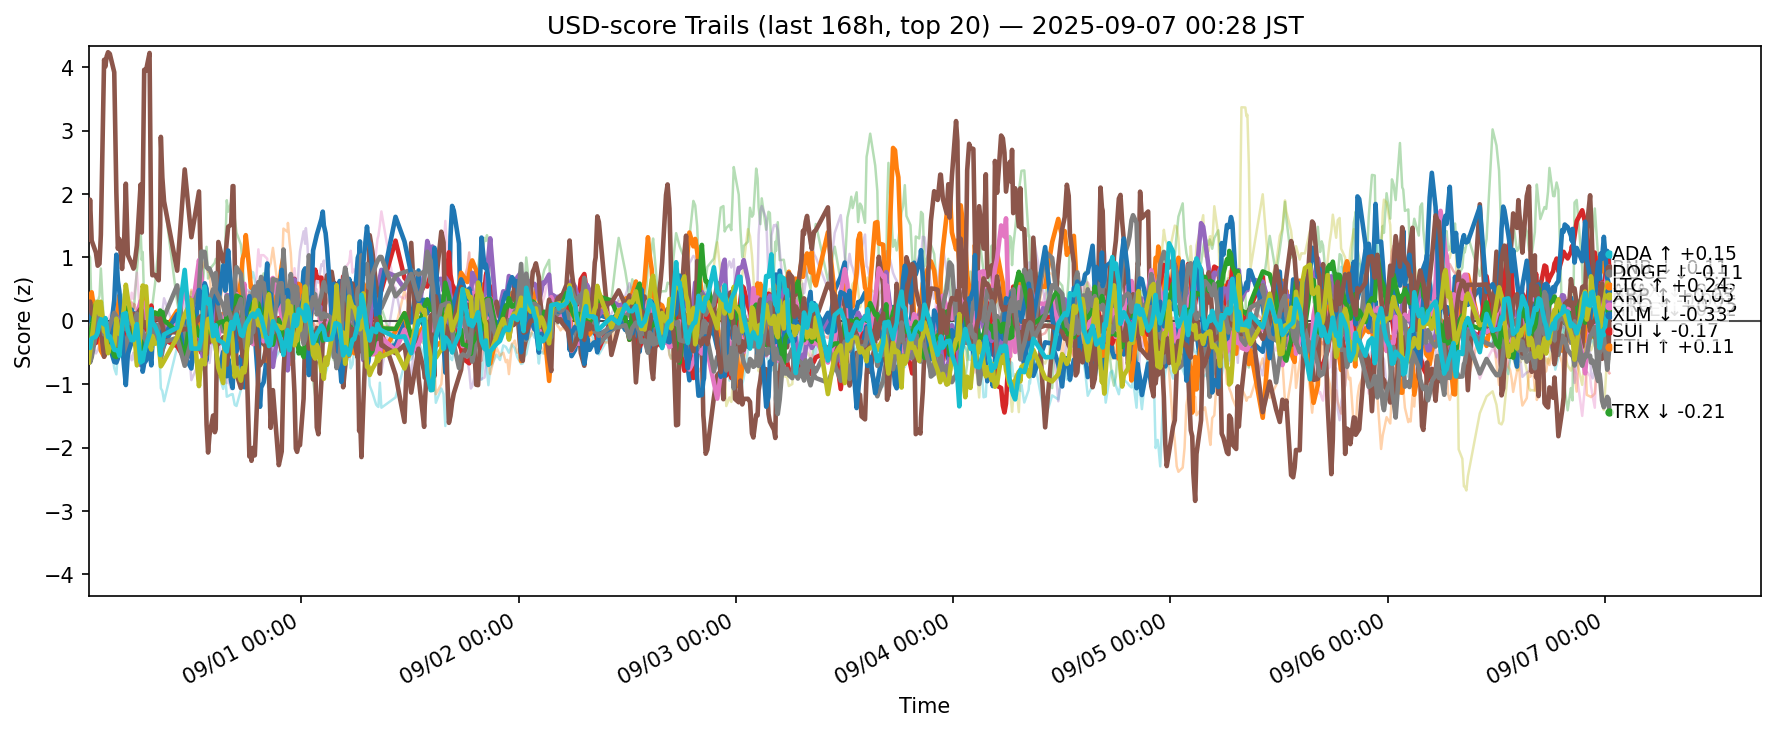 USD-score Trails (last 168h, top 20) — 2025-09-07 00:28 JST
4
3
2
1
0
−1
−2
−3
−4
Score (z)
ADA ↑ +0.15
DOGE ↓ -0.11
LTC ↑ +0.24
XRP ↑ +0.05
XLM ↓ -0.33
SUI ↓ -0.17
ETH ↑ +0.11
TRX ↓ -0.21
09/01 00:00
09/02 00:00
09/03 00:00
09/04 00:00
09/05 00:00
09/06 00:00
09/07 00:00
Time